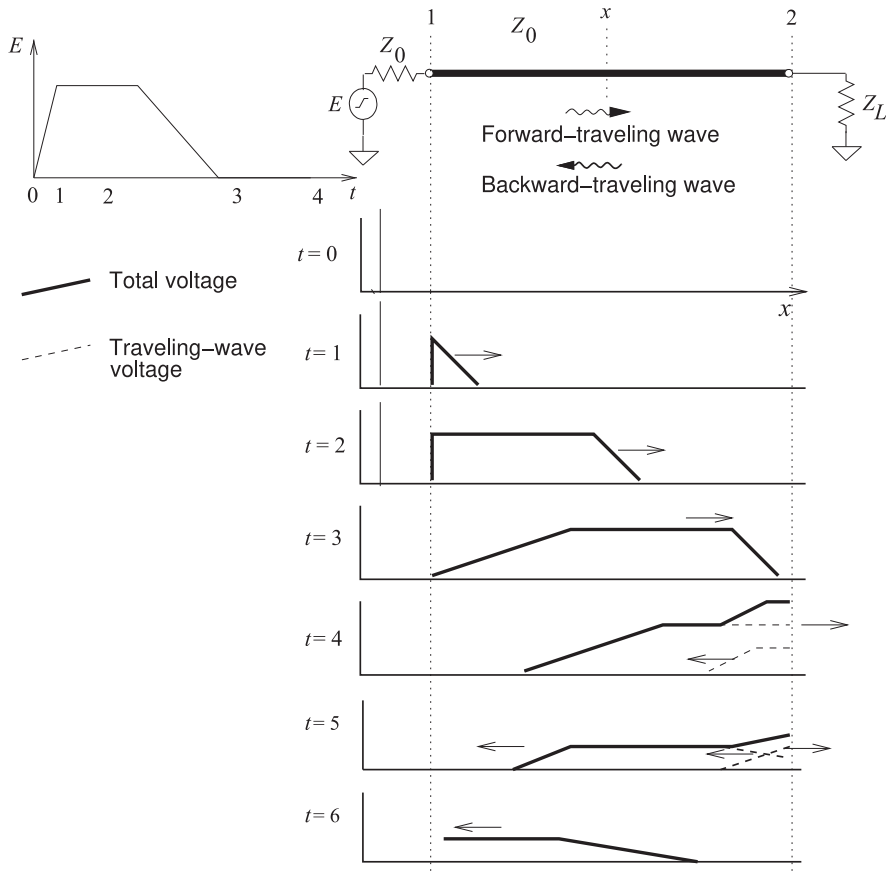 E
0 1 2 3 4 t
1 Z0 x 2
Z0
E
ZL
Forward–traveling wave
Backward–traveling wave
Total voltage
Traveling–wave
voltage
t = 0
x
t = 1
t = 2
t = 3
t = 4
t = 5
t = 6